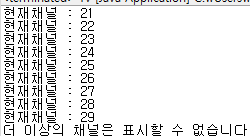 현재채널 : 21
현재채널 : 22
현재채널 : 23
현재채널 : 24
현재채널 : 25
현재채널 : 26
현재채널 : 27
현재채널 : 28
현재채널 : 29
더 이상의 채널은 표시할 수 없습니다